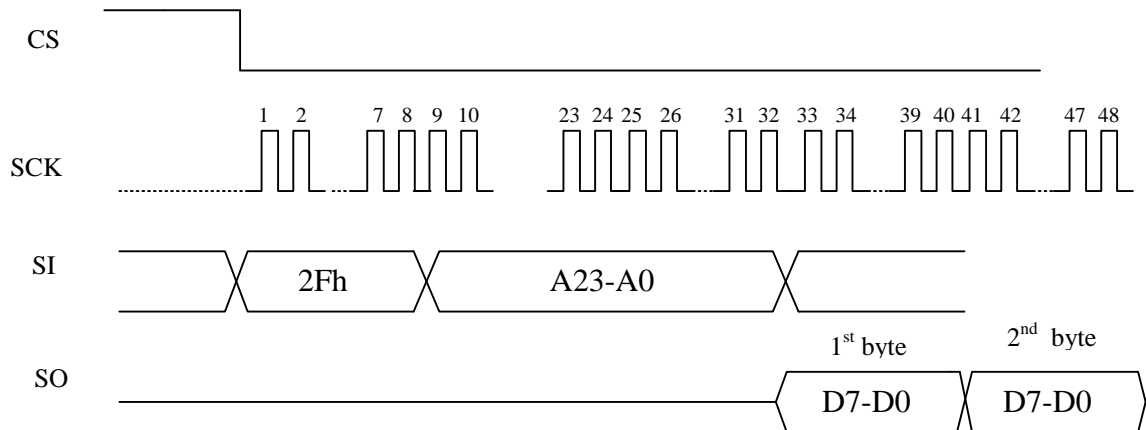 CS
1 2 7 8 9 10 23 24 25 26 31 32 33 34 39 40 41 42 47 48
SCK
SI 2Fh A23-A0
1st byte 2nd byte
SO D7-D0 D7-D0